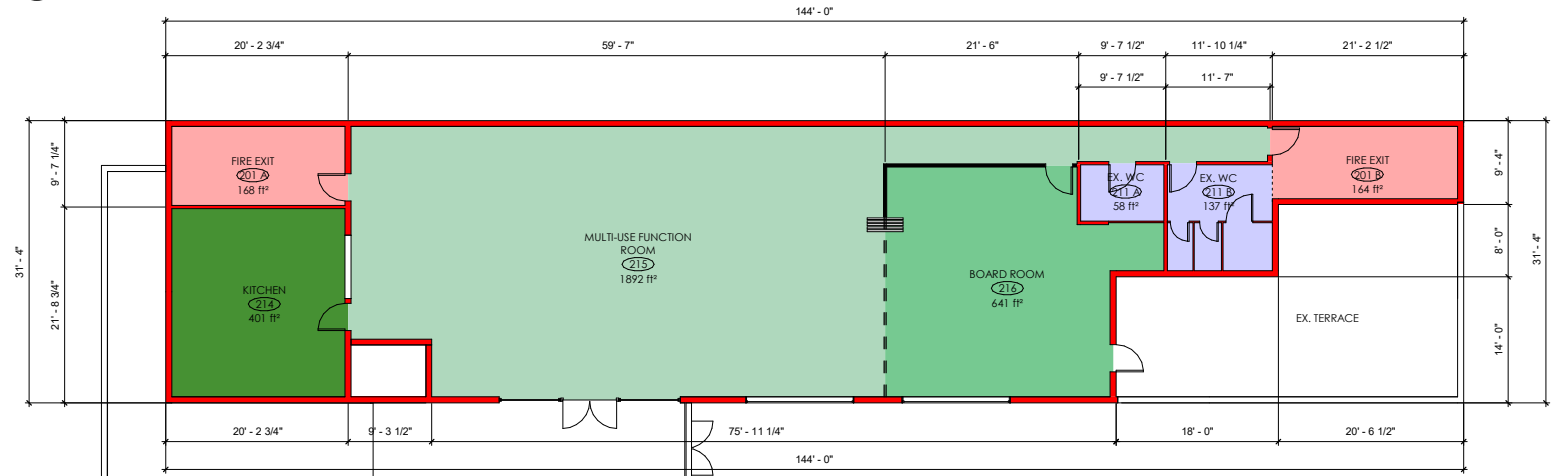 144' - 0"
20' - 2 3/4"
59' - 7"
21' - 6"
9' - 7 1/2"
11' - 10 1/4"
21' - 2 1/2"
9' - 7 1/2"
11' - 7"
31' - 4"
9' - 7 1/4"
21' - 8 3/4"
FIRE EXIT
201 A
168 ft²
KITCHEN
214
401 ft²
MULTI-USE FUNCTION
ROOM
215
1892 ft²
BOARD ROOM
216
641 ft²
EX. WC
211 A
58 ft²
EX. WC
211 B
137 ft²
FIRE EXIT
201 B
164 ft²
EX. TERRACE
9' - 4"
8' - 0"
14' - 0"
31' - 4"
20' - 2 3/4"
9' - 3 1/2"
75' - 11 1/4"
18' - 0"
20' - 6 1/2"
144' - 0"